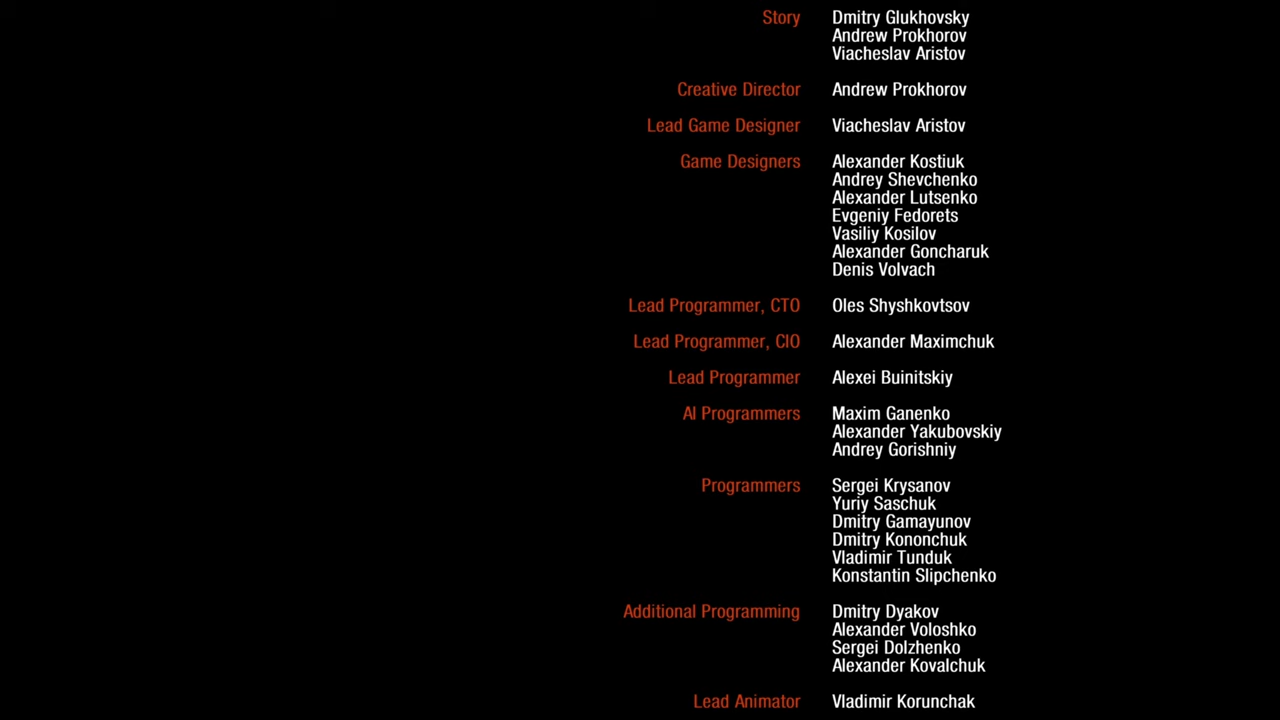 Story Dmitry Glukhovsky
Andrew Prokhorov
Viacheslav Aristov
Creative Director Andrew Prokhorov
Lead Game Designer Viacheslav Aristov
Game Designers Alexander Kostiuk
Andrey Shevchenko
Alexander Lutsenko
Evgeniy Fedorets
Vasiliy Kosilov
Alexander Goncharuk
Denis Volvach
Lead Programmer, CTO Oles Shyshkovtsov
Lead Programmer, CIO Alexander Maximchuk
Lead Programmer Alexei Buinitskiy
AI Programmers Maxim Ganenko
Alexander Yakubovskiy
Andrey Gorishniy
Programmers Sergei Krysanov
Yuriy Saschuk
Dmitry Gamayunov
Dmitry Kononchuk
Vladimir Tunduk
Konstantin Slipchenko
Additional Programming Dmitry Dyakov
Alexander Voloshko
Sergei Dolzhenko
Alexander Kovalchuk
Lead Animator Vladimir Korunchak